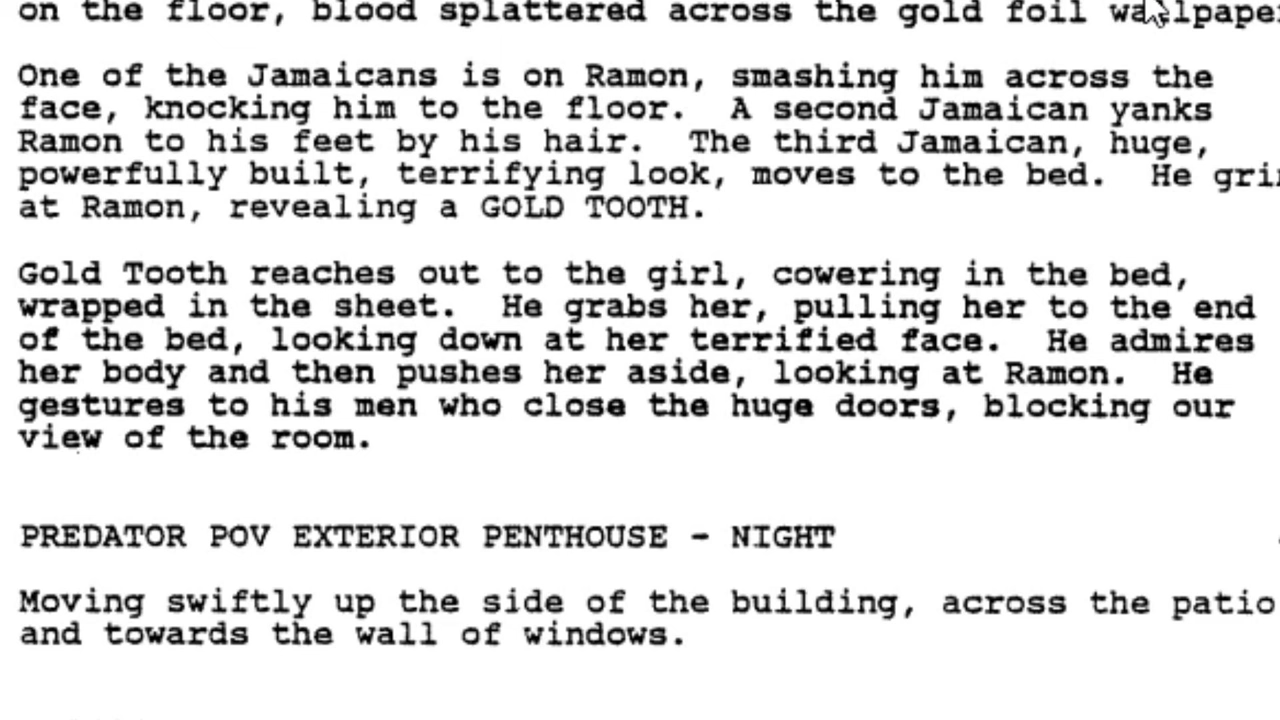 on the floor, blood splattered across the gold foil
One of the Jamaicans is on Ramon, smashing him across the
face, knocking him to the floor.  A second Jamaican yanks
Ramon to his feet by his hair.  The third Jamaican, huge,
powerfully built, terrifying look, moves to the bed.  He
at Ramon, revealing a GOLD TOOTH.
Gold Tooth reaches out to the girl, cowering in the bed,
wrapped in the sheet.  He grabs her, pulling her to the end
of the bed, looking down at her terrified face.  He admires
her body and then pushes her aside, looking at Ramon.  He
gestures to his men who close the huge doors, blocking our
view of the room.
PREDATOR POV EXTERIOR PENTHOUSE - NIGHT
Moving swiftly up the side of the building, across the patio
and towards the wall of windows.